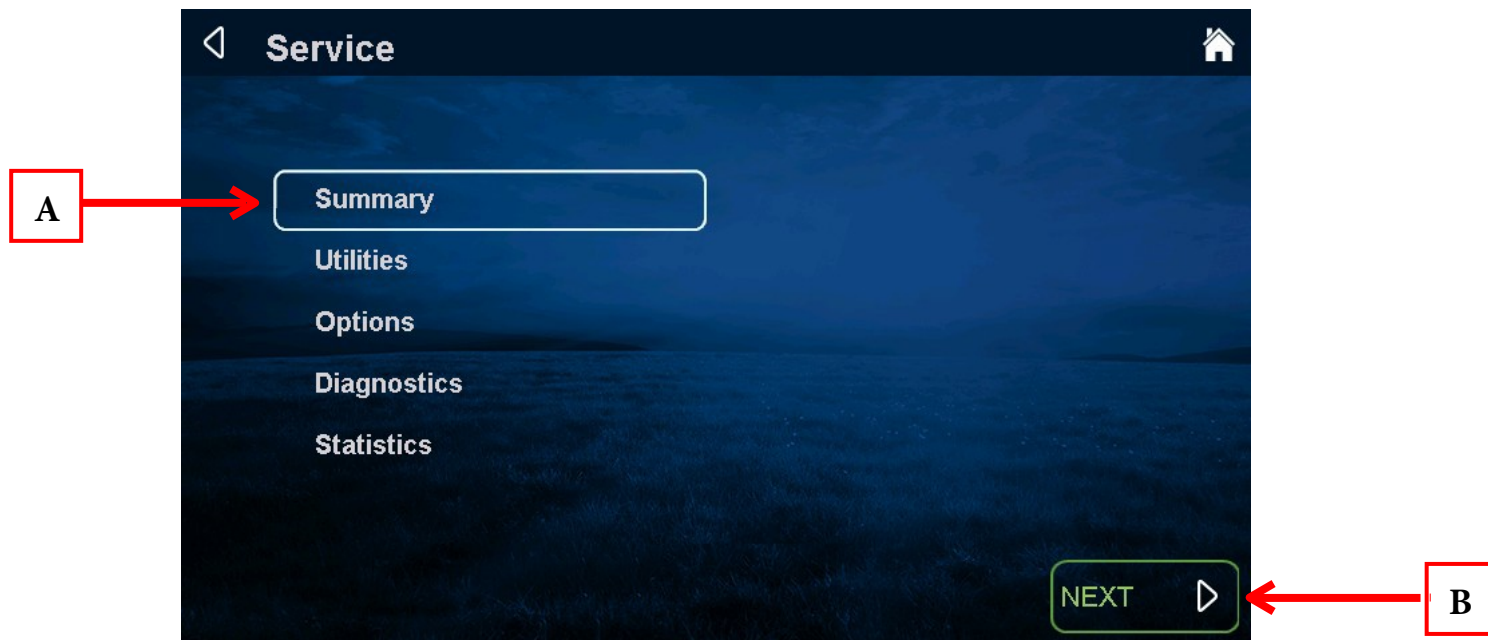 Service
A
Summary
Utilities
Options
Diagnostics
Statistics
NEXT
B